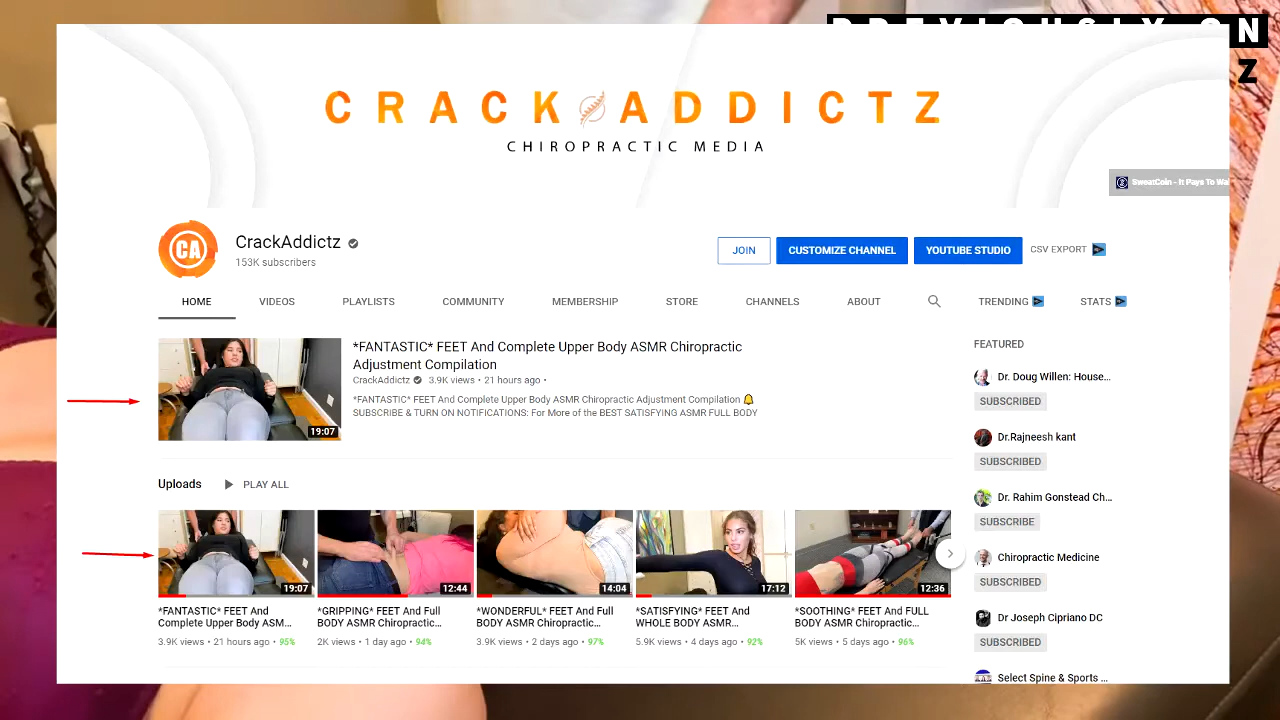 PREVIOUSLY ON
Z
CRACK ADDICTZ
CHIROPRACTIC MEDIA
SweatCoin - It Pays To Wal
CA
CrackAddictz
153K subscribers
JOIN
CUSTOMIZE CHANNEL
YOUTUBE STUDIO
CSV EXPORT
HOME
VIDEOS
PLAYLISTS
COMMUNITY
MEMBERSHIP
STORE
CHANNELS
ABOUT
TRENDING
STATS
*FANTASTIC* FEET And Complete Upper Body ASMR Chiropractic
Adjustment Compilation
CrackAddictz 3.9K views • 21 hours ago •
*FANTASTIC* FEET And Complete Upper Body ASMR Chiropractic Adjustment Compilation 🔔
SUBSCRIBE & TURN ON NOTIFICATIONS: For More of the BEST SATISFYING ASMR FULL BODY
19:07
Uploads
PLAY ALL
19:07
*FANTASTIC* FEET And
Complete Upper Body ASM...
3.9K views • 21 hours ago • 95%
12:44
*GRIPPING* FEET And Full
BODY ASMR Chiropractic...
2K views • 1 day ago • 94%
14:04
*WONDERFUL* FEET And Full
BODY ASMR Chiropractic...
3.9K views • 2 days ago • 97%
17:12
*SATISFYING* FEET And
WHOLE BODY ASMR...
5.9K views • 4 days ago • 92%
12:36
*SOOTHING* FEET And FULL
BODY ASMR Chiropractic...
5K views • 5 days ago • 96%
FEATURED
Dr. Doug Willen: House...
SUBSCRIBED
Dr.Rajneesh kant
SUBSCRIBED
Dr. Rahim Gonstead Ch...
SUBSCRIBE
Chiropractic Medicine
SUBSCRIBED
Dr Joseph Cipriano DC
SUBSCRIBED
Select Spine & Sports ...